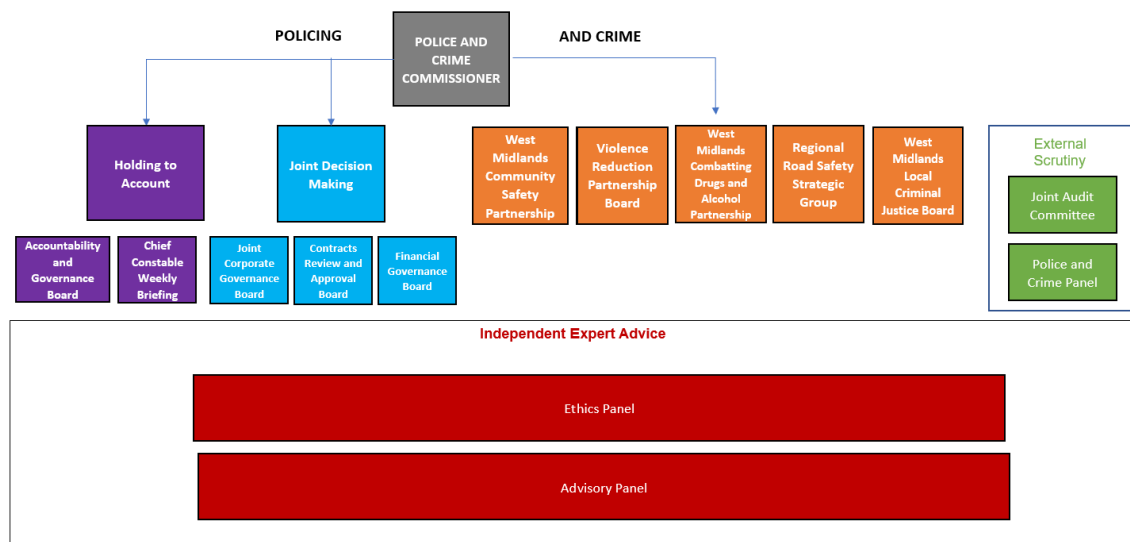 POLICING
POLICE AND
CRIME
COMMISSIONER
AND CRIME
Holding to
Account
Joint Decision
Making
West
Midlands
Community
Safety
Partnership
Violence
Reduction
Partnership
Board
West
Midlands
Combatting
Drugs and
Alcohol
Partnership
Regional
Road Safety
Strategic
Group
West
Midlands
Local
Criminal
Justice Board
External
Scrutiny
Joint Audit
Committee
Police and
Crime Panel
Accountability
and
Governance
Board
Chief
Constable
Weekly
Briefing
Joint
Corporate
Governance
Board
Contracts
Review and
Approval
Board
Financial
Governance
Board
Independent Expert Advice
Ethics Panel
Advisory Panel